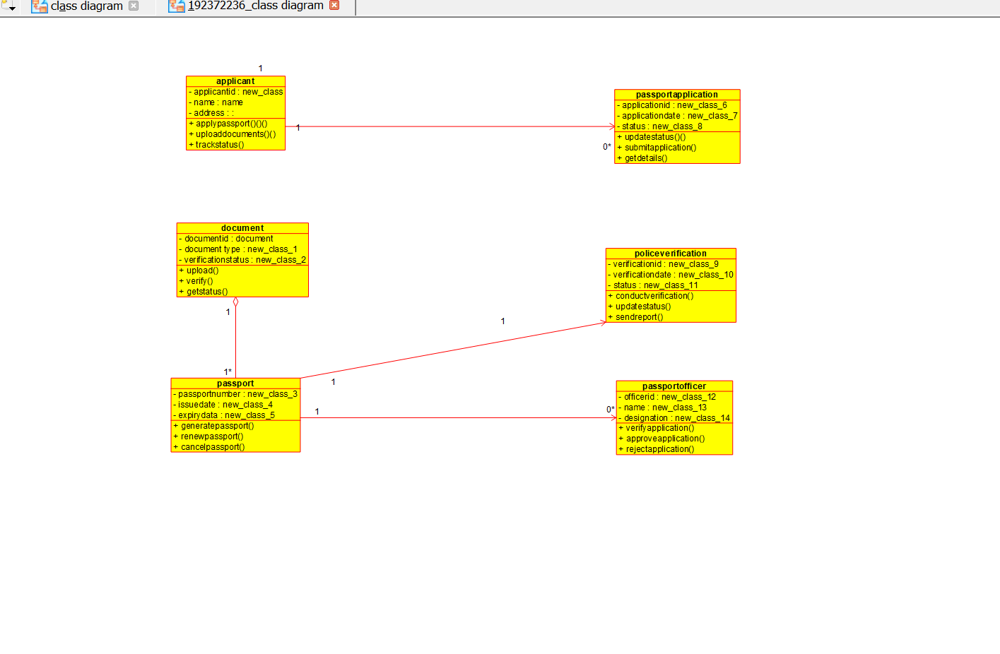 class diagram
192372236_class diagram
1
applicant
- applicantid : new_class
- name : name
- address : :
+ applypassport()()()
+ uploaddocuments()()
+ trackstatus()
1
0*
passportapplication
- applicationid : new_class_6
- applicationdate : new_class_7
- status : new_class_8
+ updatestatus()()
+ submitapplication()
+ getdetails()
document
- documentid : document
- document type : new_class_1
- verificationstatus : new_class_2
+ upload()
+ verify()
+ getstatus()
1
1*
policeverification
- verificationid : new_class_9
- verificationdate : new_class_10
- status : new_class_11
+ conductverification()
+ updatestatus()
+ sendreport()
1
1
passport
- passportnumber : new_class_3
- issuedate : new_class_4
- expirydata : new_class_5
+ generatepassport()
+ renewpassport()
+ cancelpassport()
1
0*
passportofficer
- officerid : new_class_12
- name : new_class_13
- designation : new_class_14
+ verifyapplication()
+ approveapplication()
+ rejectapplication()